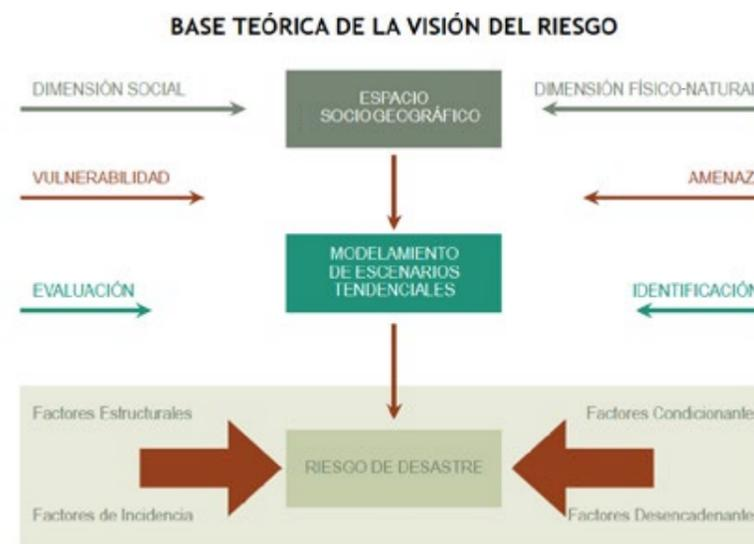 BASE TEÓRICA DE LA VISIÓN DEL RIESGO
DIMENSIÓN SOCIAL
ESPACIO
SOCIOGEOGRÁFICO
DIMENSIÓN FÍSICO-NATURAL
VULNERABILIDAD
AMENAZ
MODELAMIENTO
DE ESCENARIOS
TENDENCIALES
EVALUACIÓN
IDENTIFICACIÓN
Factores Estructurales
Factores Condicionante
RIESGO DE DESASTRE
Factores de Incidencia
Factores Desencadenante